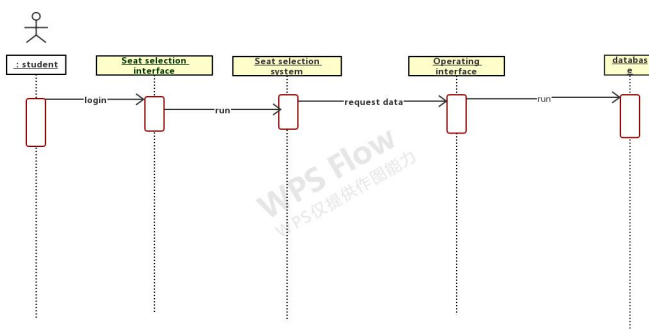 : student
Seat selection
interface
Seat selection
system
Operating
interface
databas
e
login
run
request data
run
WPS Flow
WPS仅提供作图能力